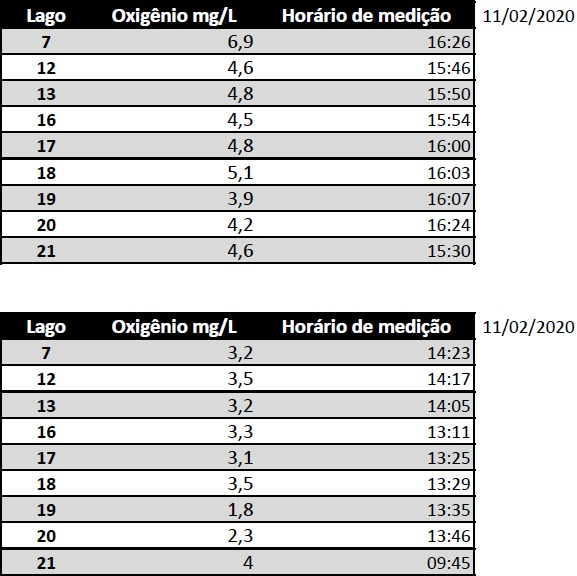 Lago Oxigênio mg/L Horário de medição 11/02/2020
7 6,9 16:26
12 4,6 15:46
13 4,8 15:50
16 4,5 15:54
17 4,8 16:00
18 5,1 16:03
19 3,9 16:07
20 4,2 16:24
21 4,6 15:30
Lago Oxigênio mg/L Horário de medição 11/02/2020
7 3,2 14:23
12 3,5 14:17
13 3,2 14:05
16 3,3 13:11
17 3,1 13:25
18 3,5 13:29
19 1,8 13:35
20 2,3 13:46
21 4 09:45